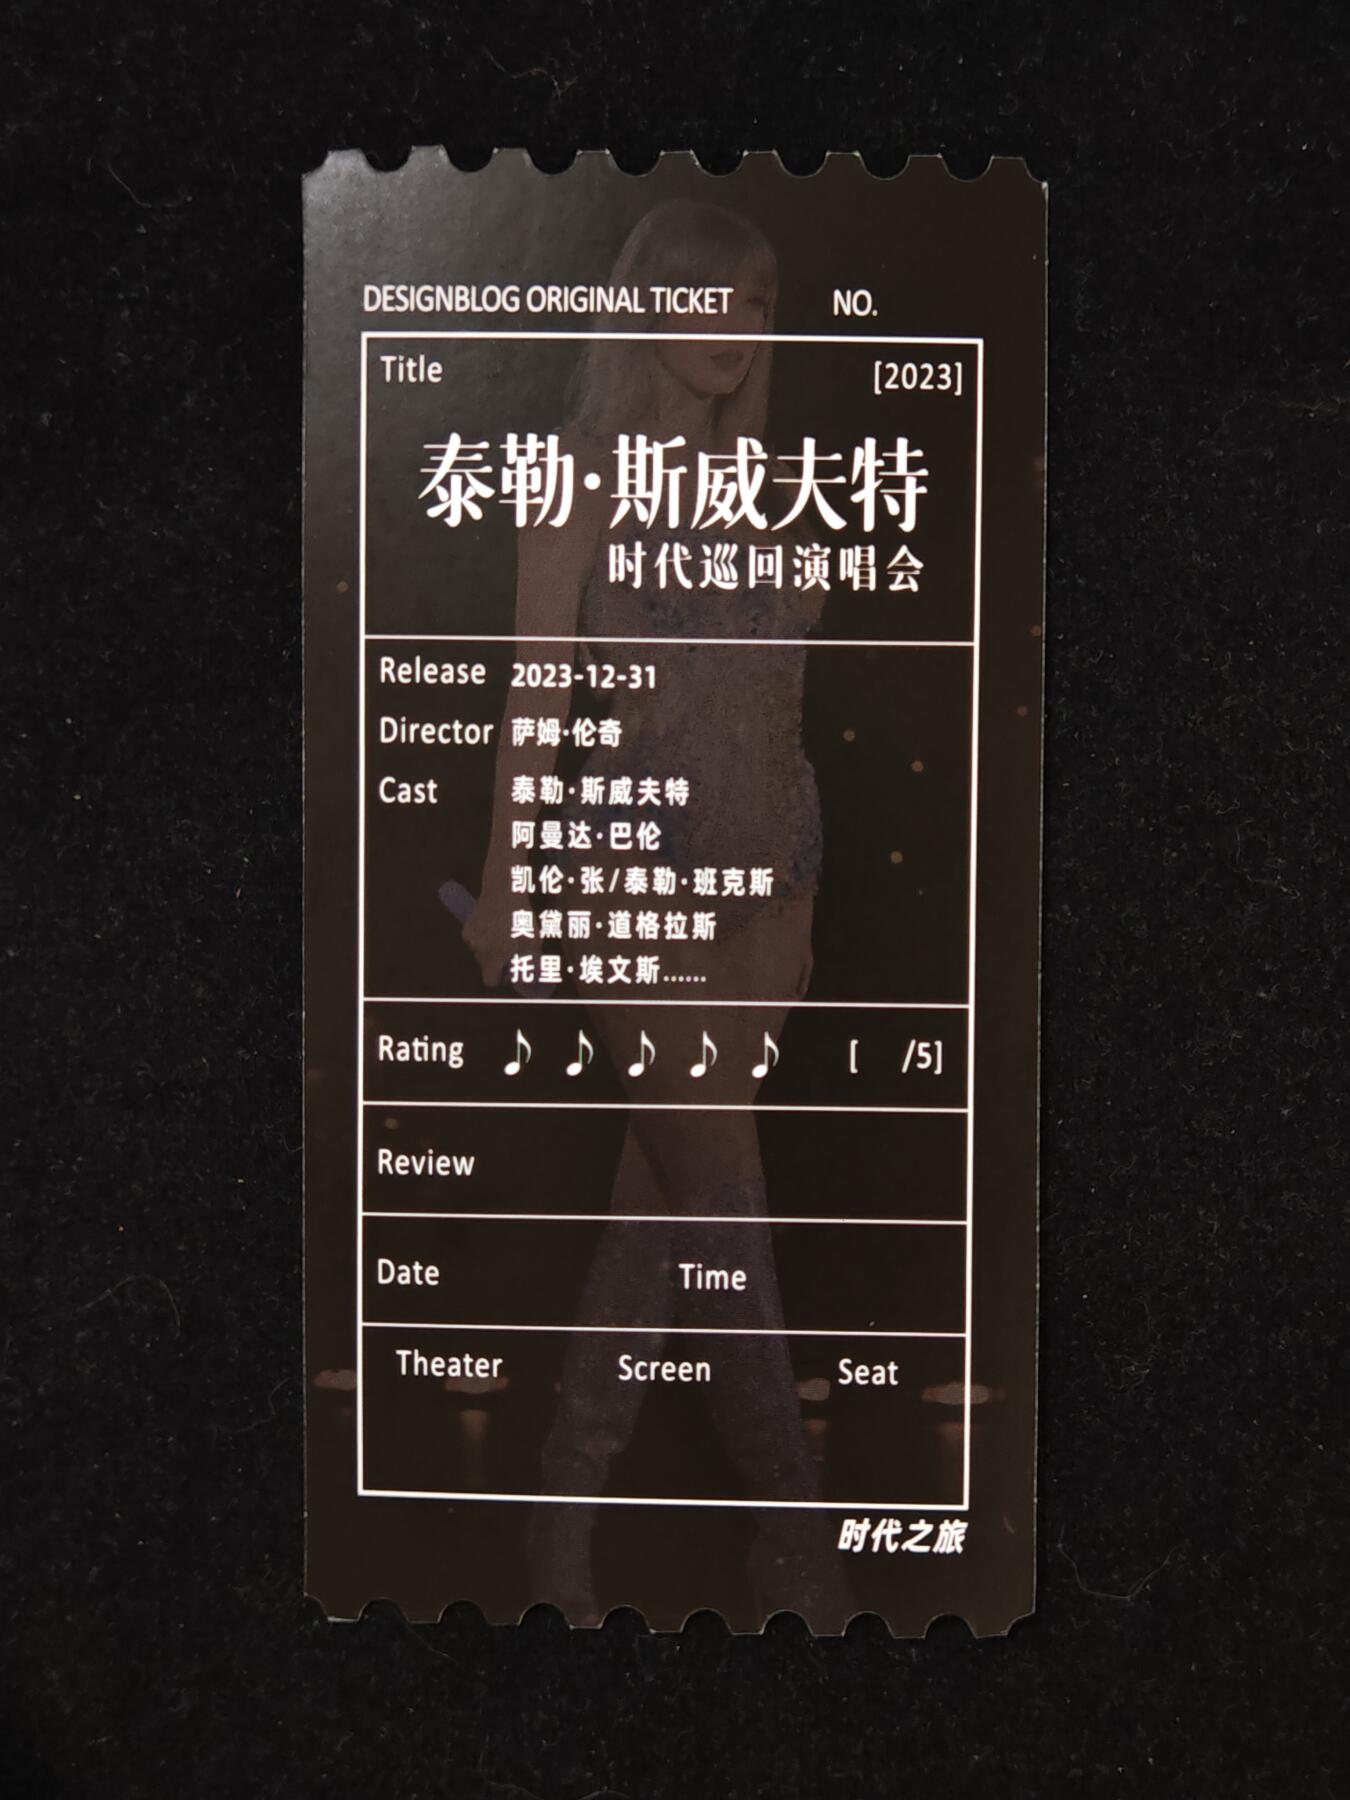 DESIGNBLOG ORIGINAL TICKET NO.
Title [2023]
泰勒·斯威夫特
时代巡回演唱会
Release 2023-12-31
Director 萨姆·伦奇
Cast 泰勒·斯威夫特
阿曼达·巴伦
凯伦·张/泰勒·班克斯
奥黛丽·道格拉斯
托里·埃文斯......
Rating ♪ ♪ ♪ ♪ ♪ [ /5]
Review
Date Time
Theater Screen Seat
时代之旅